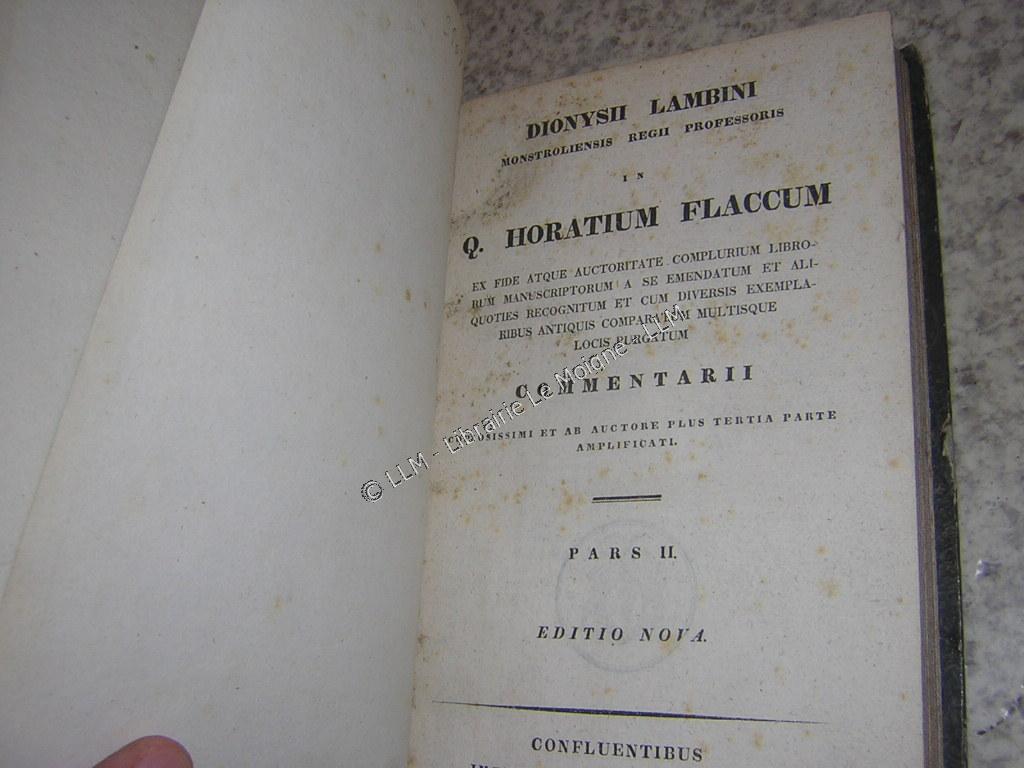 DIONYSII LAMBINI
MONSTROLIENSIS REGII PROFESSORIS
IN
Q. HORATIUM FLACCUM
EX FIDE ATQUE AUCTORITATE COMPLURIUM LIBRO-
RUM MANUSCRIPTORUM A SE EMENDATUM ET ALI-
QUOTIES RECOGNITUM ET CUM DIVERSIS EXEMPLA-
RIBUS ANTIQUIS COMPARATUM MULTISQUE
LOCIS PURGATUM
COMMENTARII
COPIOSISSIMI ET AB AUCTORE PLUS TERTIA PARTE
AMPLIFICATI.
PARS II.
EDITIO NOVA.
CONFLUENTIBUS
© LLM - Librairie Le Moigne - LLM